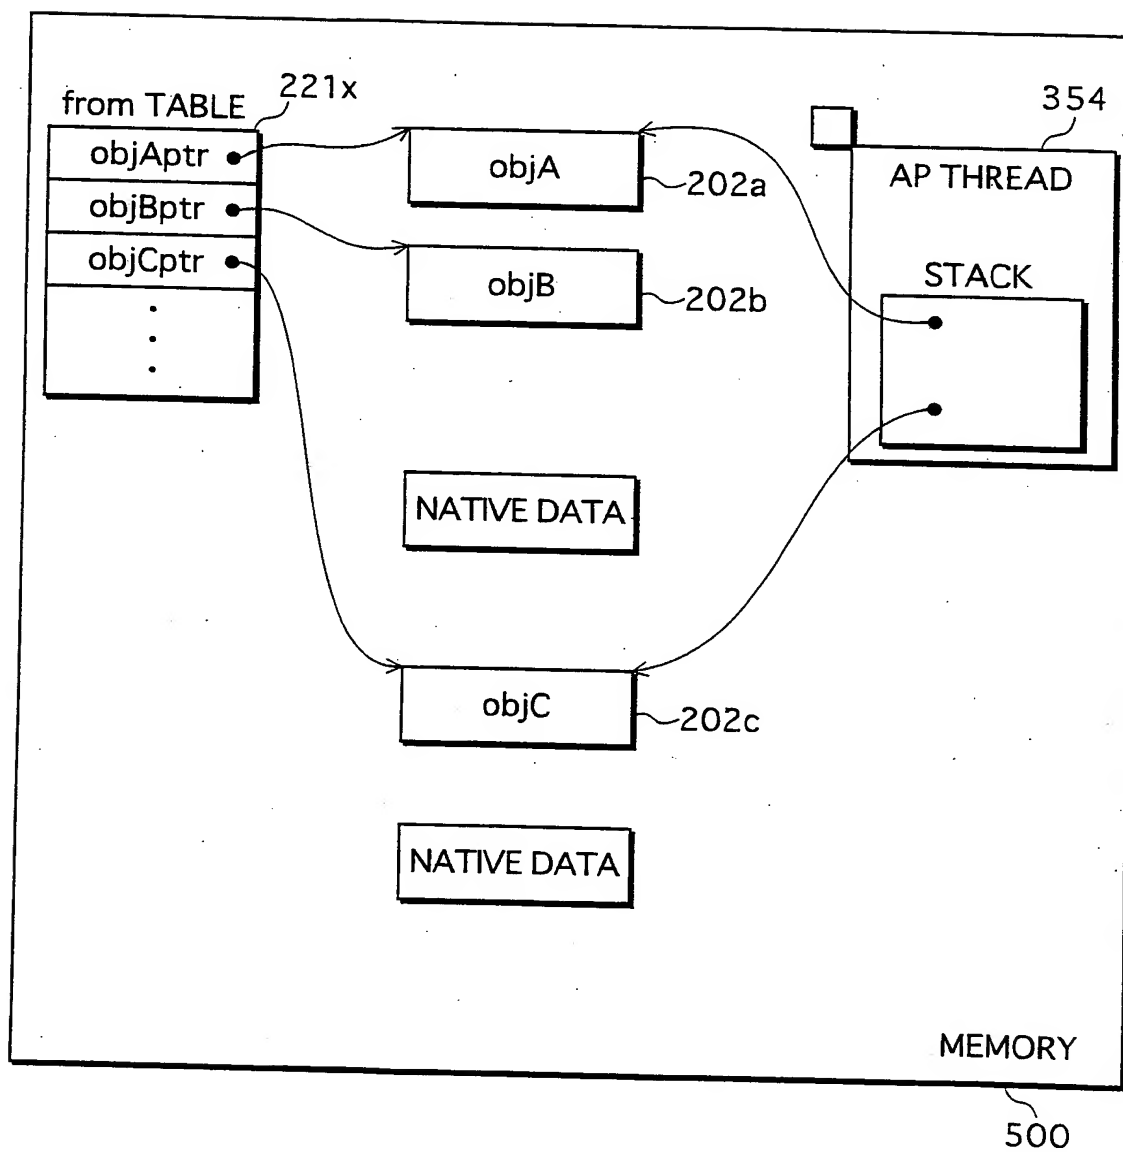 from TABLE
221x
objAptr
objBptr
objCptr
objA
202a
objB
202b
354
AP THREAD
STACK
NATIVE DATA
objC
202c
NATIVE DATA
MEMORY
500